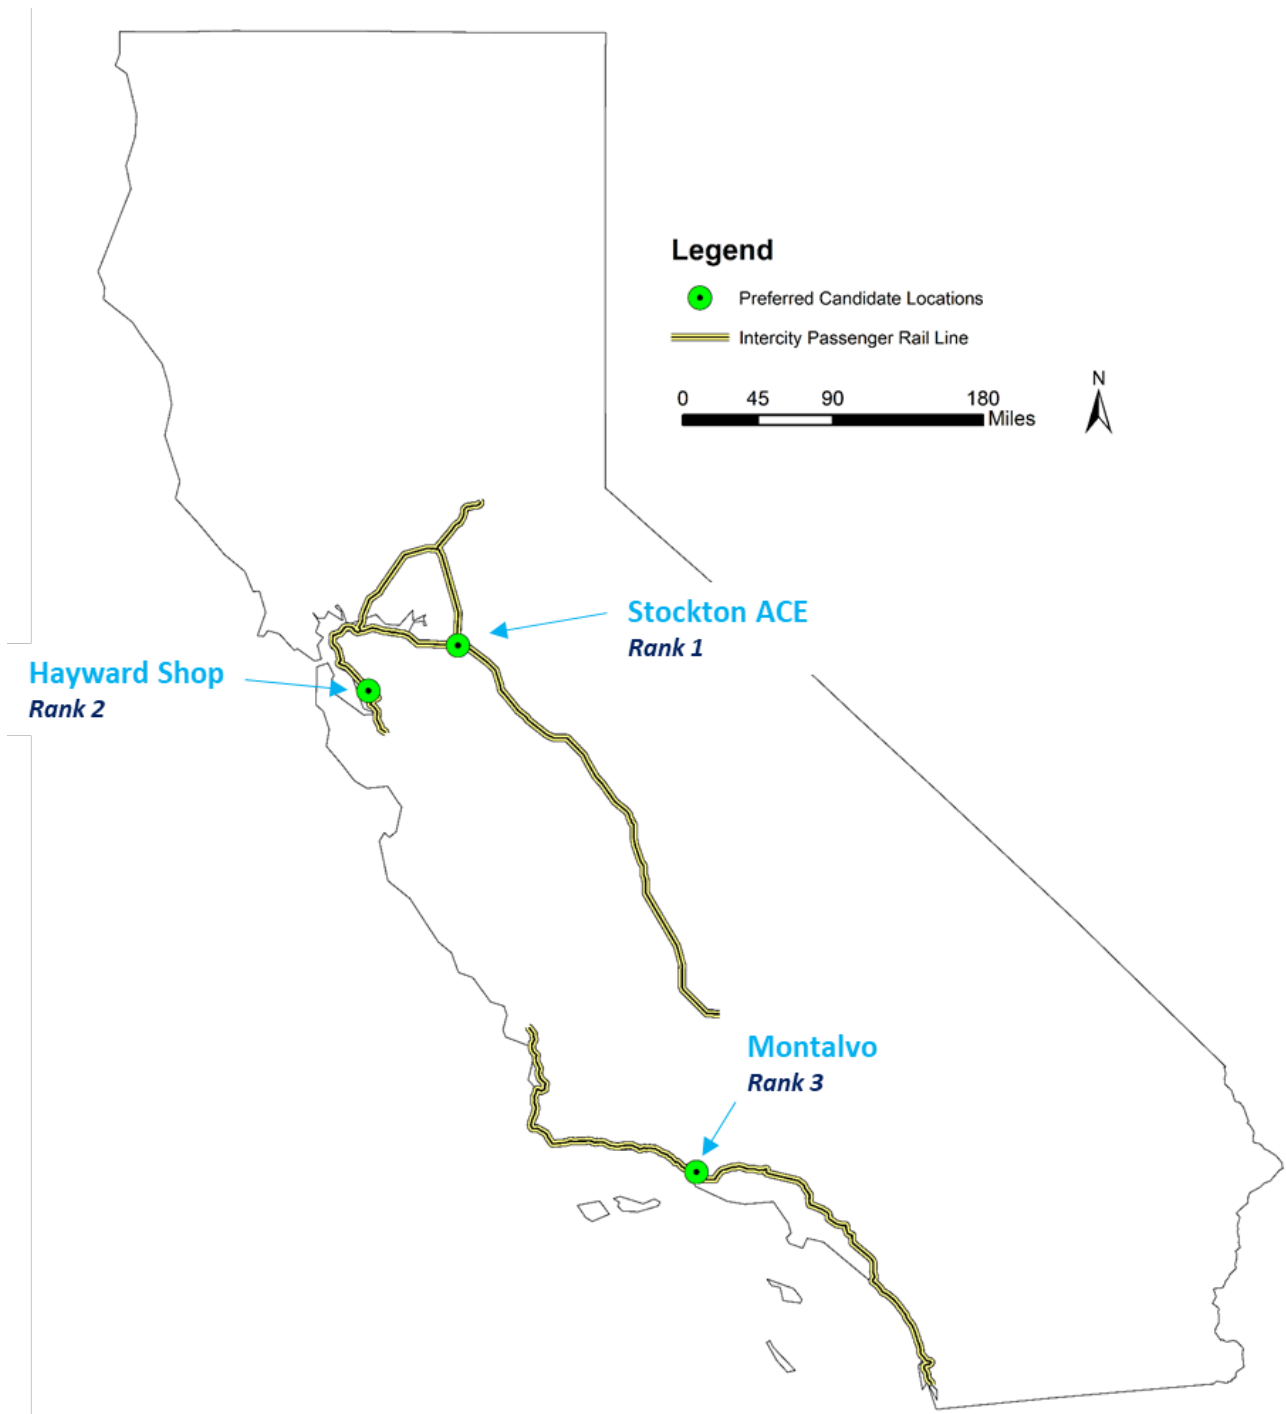 Legend
Preferred Candidate Locations
Intercity Passenger Rail Line
0 45 90 180
Miles
N
Stockton ACE
Rank 1
Hayward Shop
Rank 2
Montalvo
Rank 3